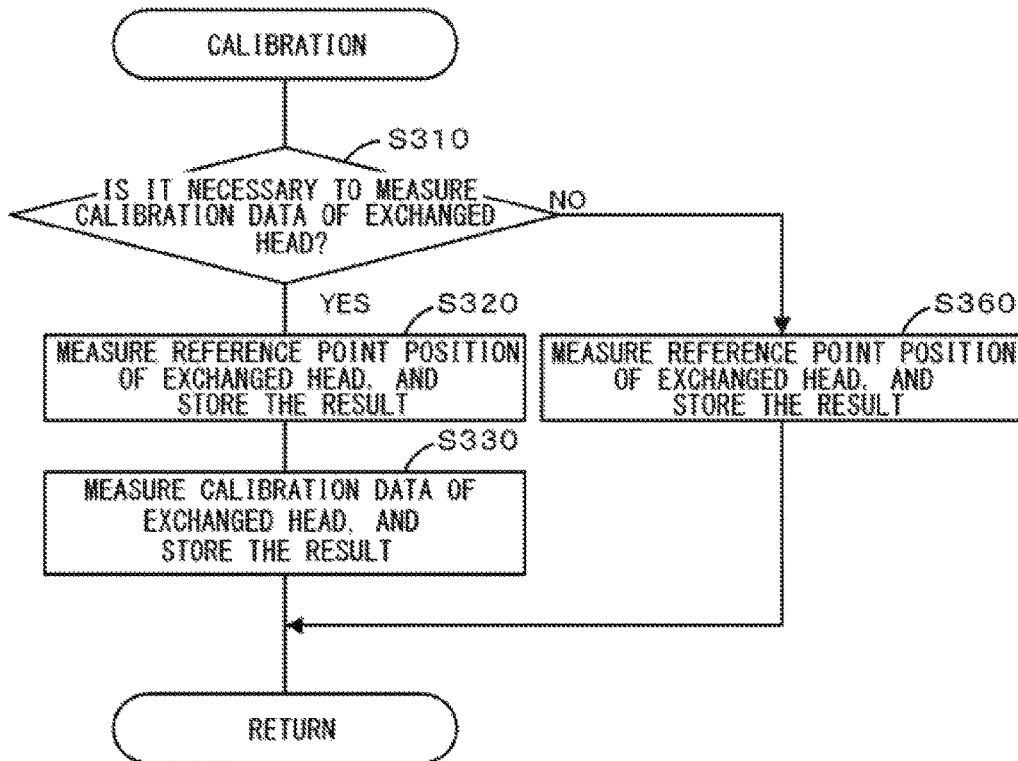 CALIBRATION
S310
IS IT NECESSARY TO MEASURE
CALIBRATION DATA OF EXCHANGED
HEAD?
NO
YES
S320
MEASURE REFERENCE POINT POSITION
OF EXCHANGED HEAD, AND
STORE THE RESULT
S360
MEASURE REFERENCE POINT POSITION
OF EXCHANGED HEAD, AND
STORE THE RESULT
S330
MEASURE CALIBRATION DATA OF
EXCHANGED HEAD, AND
STORE THE RESULT
RETURN